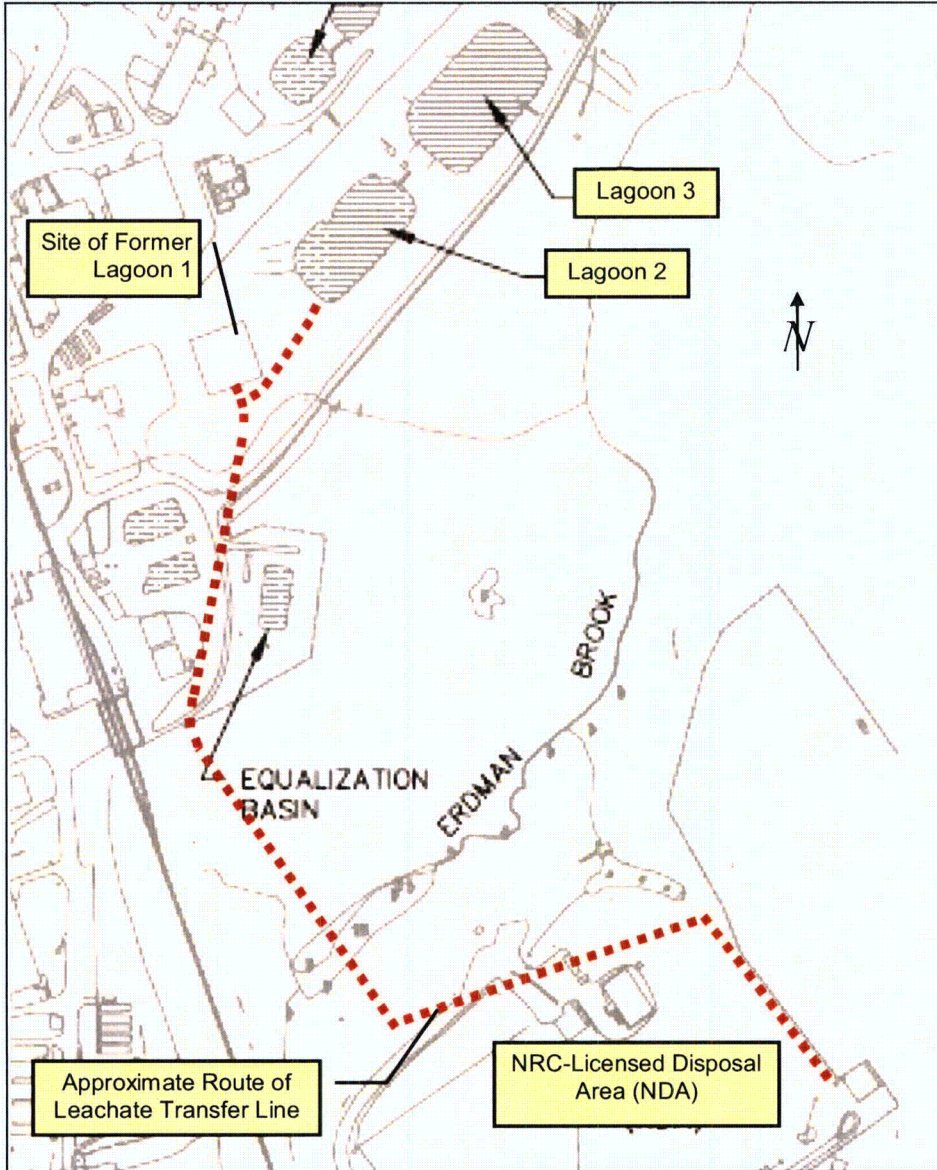 Lagoon 3
Site of Former
Lagoon 1
Lagoon 2
N
BROOK
EQUALIZATION
BASIN
ERDMAN
Approximate Route of
Leachate Transfer Line
NRC-Licensed Disposal
Area (NDA)